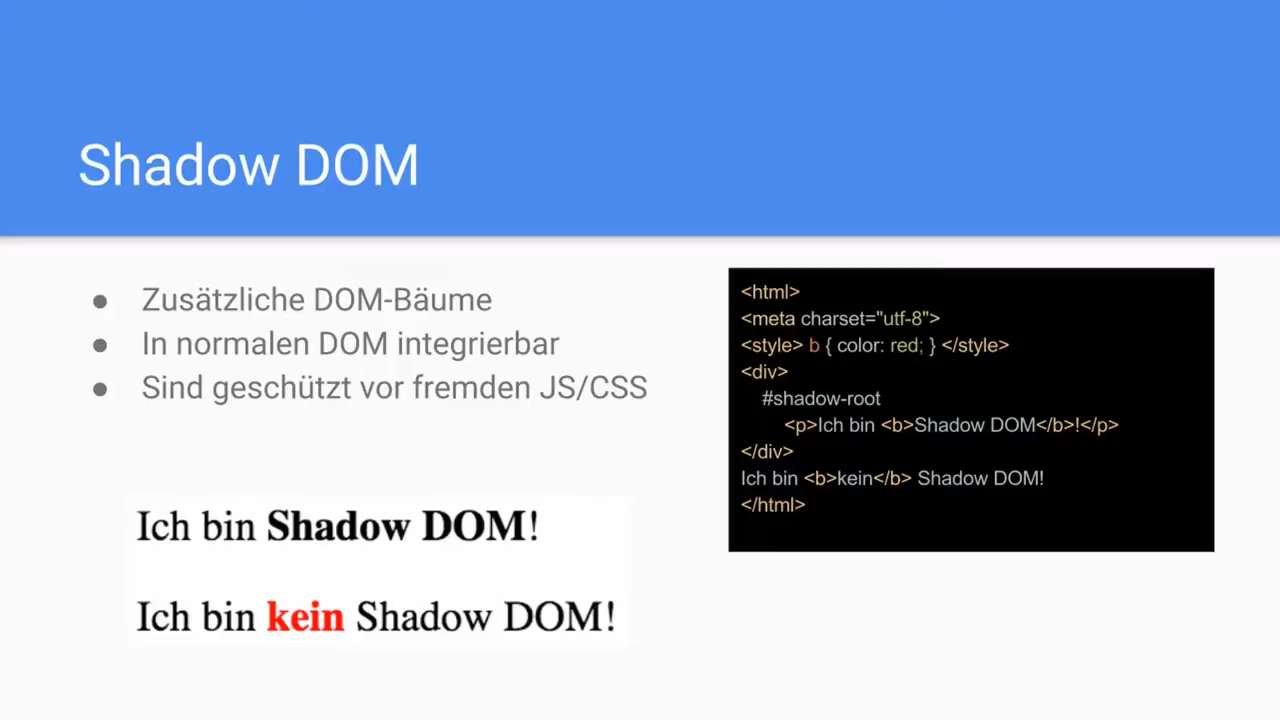 Shadow DOM
● Zusätzliche DOM-Bäume
● In normalen DOM integrierbar
● Sind geschützt vor fremden JS/CSS
Ich bin Shadow DOM!
Ich bin kein Shadow DOM!
<html>
<meta charset="utf-8">
<style> b { color: red; } </style>
<div>
#shadow-root
<p>Ich bin <b>Shadow DOM</b>!</p>
</div>
Ich bin <b>kein</b> Shadow DOM!
</html>